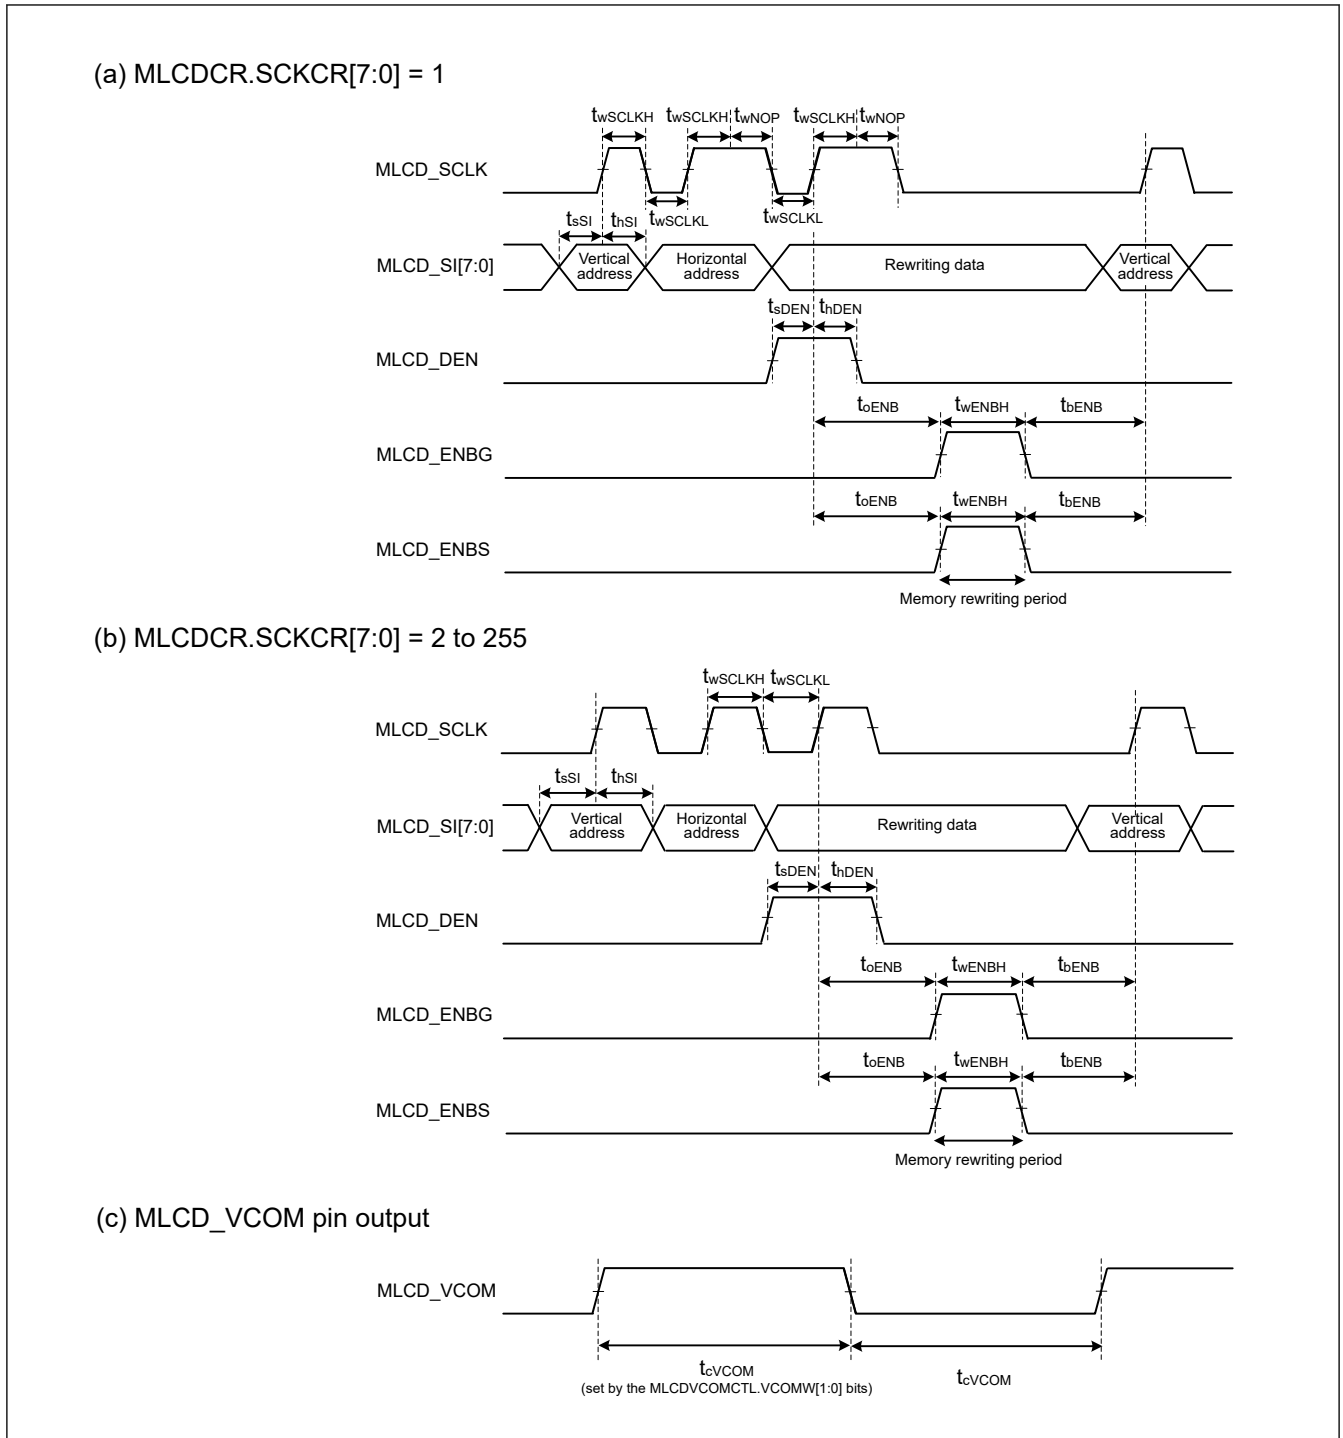 (a) MLCDCR.SCKCR[7:0] = 1
twSCLKH twSCLKH twNOP twSCLKH twNOP
MLCD_SCLK
tsSI thSI twSCLKL twSCLKL
MLCD_SI[7:0] Vertical address Horizontal address Rewriting data Vertical address
tsDEN thDEN
MLCD_DEN
toENB twENBH tbENB
MLCD_ENBG
toENB twENBH tbENB
MLCD_ENBS
Memory rewriting period
(b) MLCDCR.SCKCR[7:0] = 2 to 255
twSCLKH twSCLKL
MLCD_SCLK
tsSI thSI
MLCD_SI[7:0] Vertical address Horizontal address Rewriting data Vertical address
tsDEN thDEN
MLCD_DEN
toENB twENBH tbENB
MLCD_ENBG
toENB twENBH tbENB
MLCD_ENBS
Memory rewriting period
(c) MLCD_VCOM pin output
MLCD_VCOM
tcVCOM tcVCOM
(set by the MLCDVCOMCTL.VCOMW[1:0] bits)